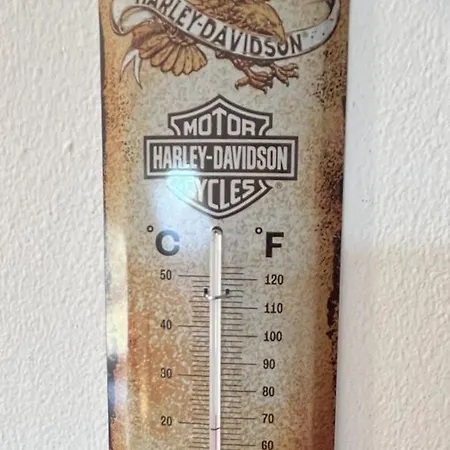 HARLEY-DAVIDSON
MOTOR
HARLEY-DAVIDSON®
CYCLES
°C °F
50 120
110
40 100
90
30 80
70
20 60